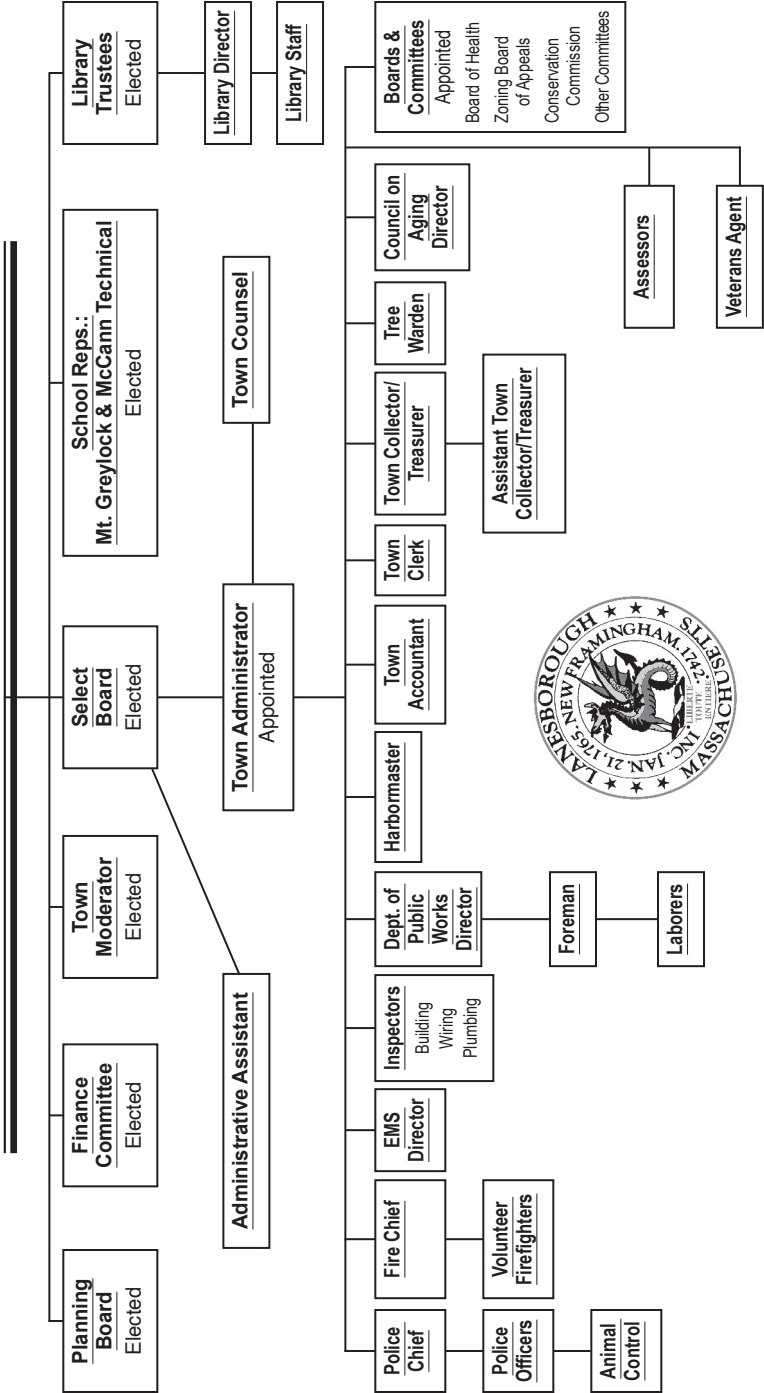 Planning
Board
Elected
Finance
Committee
Elected
Town
Moderator
Elected
Select
Board
Elected
School Reps.:
Mt. Greylock & McCann Technical
Elected
Library
Trustees
Elected
Library Director
Library Staff
Administrative Assistant
Town Administrator
Appointed
Town Counsel
Police
Chief
Police
Officers
Animal
Control
Fire Chief
Volunteer
Firefighters
EMS
Director
Inspectors
Building
Wiring
Plumbing
Dept. of
Public
Works
Director
Foreman
Laborers
Harbormaster
Town
Accountant
Town
Clerk
Town Collector/
Treasurer
Assistant Town
Collector/Treasurer
Tree
Warden
Council on
Aging
Director
Boards &
Committees
Appointed
Board of Health
Zoning Board
of Appeals
Conservation
Commission
Other Committees
Assessors
Veterans Agent
LANESBOROUGH
MASSACHUSETTS
INC. JAN. 21, 1765. NEW FRAMINGHAM. 1742.
LIBERTE
TOUTE
ENTIERE